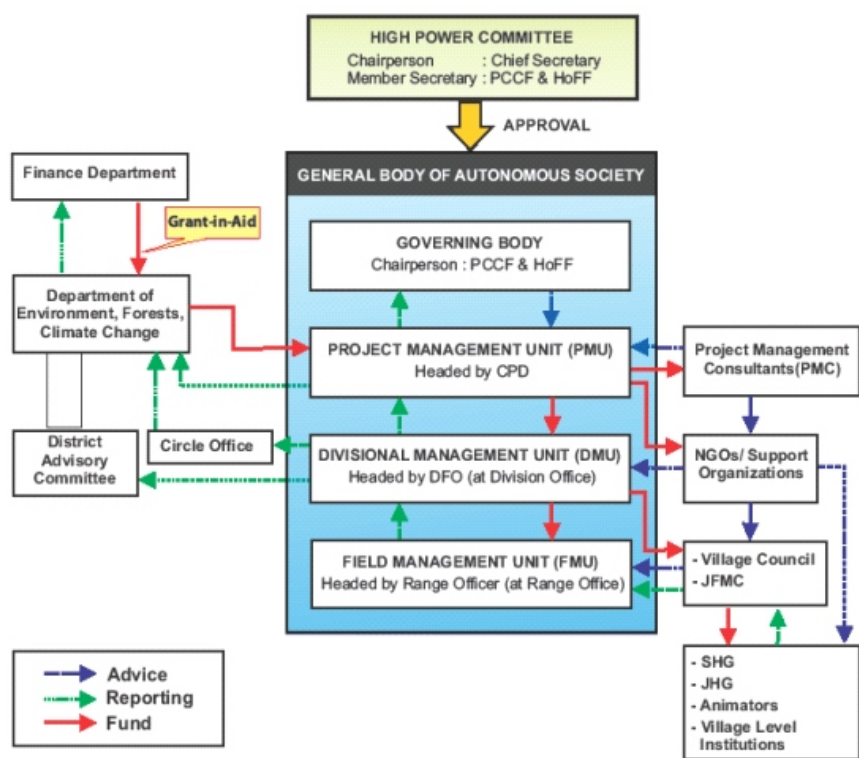 HIGH POWER COMMITTEE
Chairperson : Chief Secretary
Member Secretary : PCCF & HoFF
APPROVAL
GENERAL BODY OF AUTONOMOUS SOCIETY
Finance Department
Grant-in-Aid
GOVERNING BODY
Chairperson : PCCF & HoFF
Department of
Environment, Forests,
Climate Change
PROJECT MANAGEMENT UNIT (PMU)
Headed by CPD
Project Management
Consultants(PMC)
District
Advisory
Committee
Circle Office
DIVISIONAL MANAGEMENT UNIT (DMU)
Headed by DFO (at Division Office)
NGOs/ Support
Organizations
FIELD MANAGEMENT UNIT (FMU)
Headed by Range Officer (at Range Office)
- Village Council
- JFMC
Advice
Reporting
Fund
- SHG
- JHG
- Animators
- Village Level
Institutions